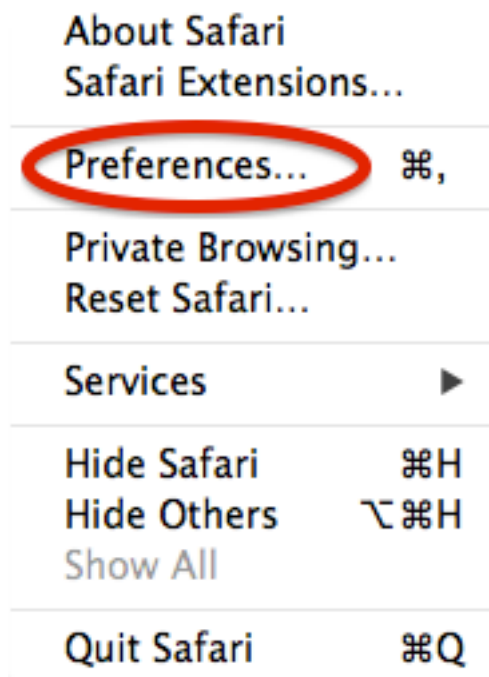 About Safari
Safari Extensions...
Preferences... ⌘,
Private Browsing...
Reset Safari...
Services ▶
Hide Safari ⌘H
Hide Others ⌥⌘H
Show All
Quit Safari ⌘Q